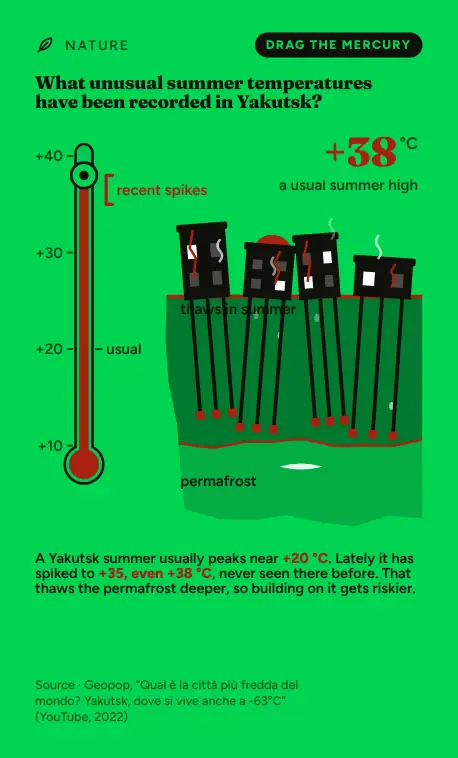 NATURE
DRAG THE MERCURY
What unusual summer temperatures
have been recorded in Yakutsk?
+38 °C
a usual summer high
+40
recent spikes
+30
thaws in summer
+20
usual
+10
permafrost
A Yakutsk summer usually peaks near +20 °C. Lately it has
spiked to +35, even +38 °C, never seen there before. That
thaws the permafrost deeper, so building on it gets riskier.
Source · Geopop, “Qual è la città più fredda del
mondo? Yakutsk, dove si vive anche a -63°C”
(YouTube, 2022)